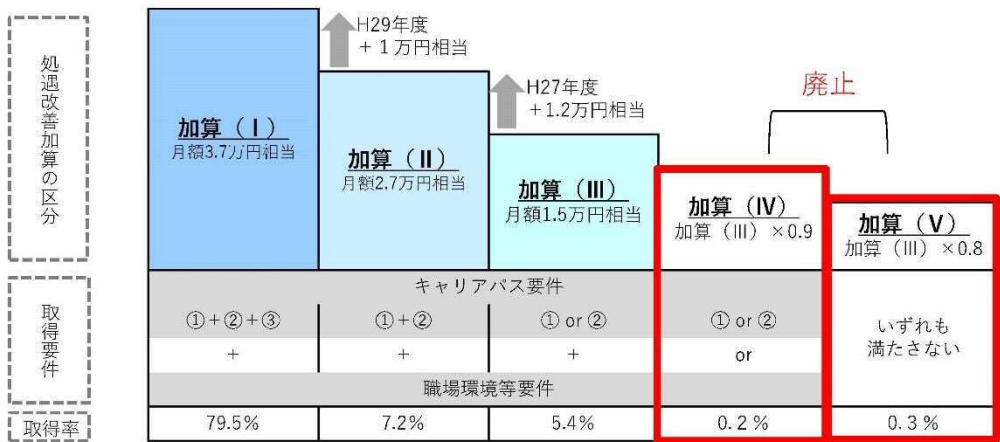 処遇改善加算の区分
H29年度
+ 1 万円相当
H27年度
+1.2万円相当
廃止
加算（Ⅰ）
月額3.7万円相当
加算（Ⅱ）
月額2.7万円相当
加算（Ⅲ）
月額1.5万円相当
加算（Ⅳ）
加算（Ⅲ）×0.9
加算（Ⅴ）
加算（Ⅲ）×0.8
取得要件
キャリアパス要件
①+②+③
①+②
① or ②
① or ②
いずれも
満たさない
+
+
+
or
職場環境等要件
取得率
79.5%
7.2%
5.4%
0.2％
0.3％